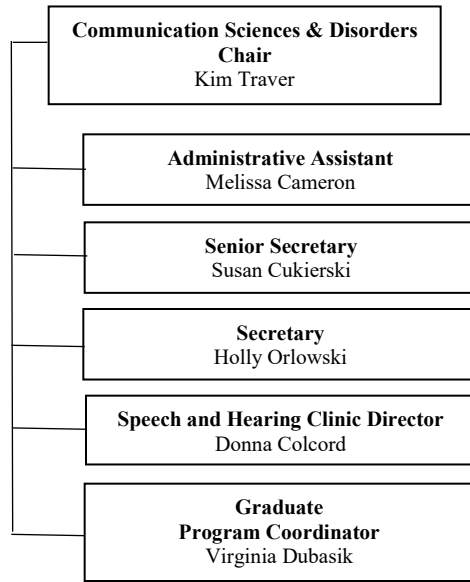 Communication Sciences & Disorders
Chair
Kim Traver
Administrative Assistant
Melissa Cameron
Senior Secretary
Susan Cukierski
Secretary
Holly Orlowski
Speech and Hearing Clinic Director
Donna Colcord
Graduate
Program Coordinator
Virginia Dubasik